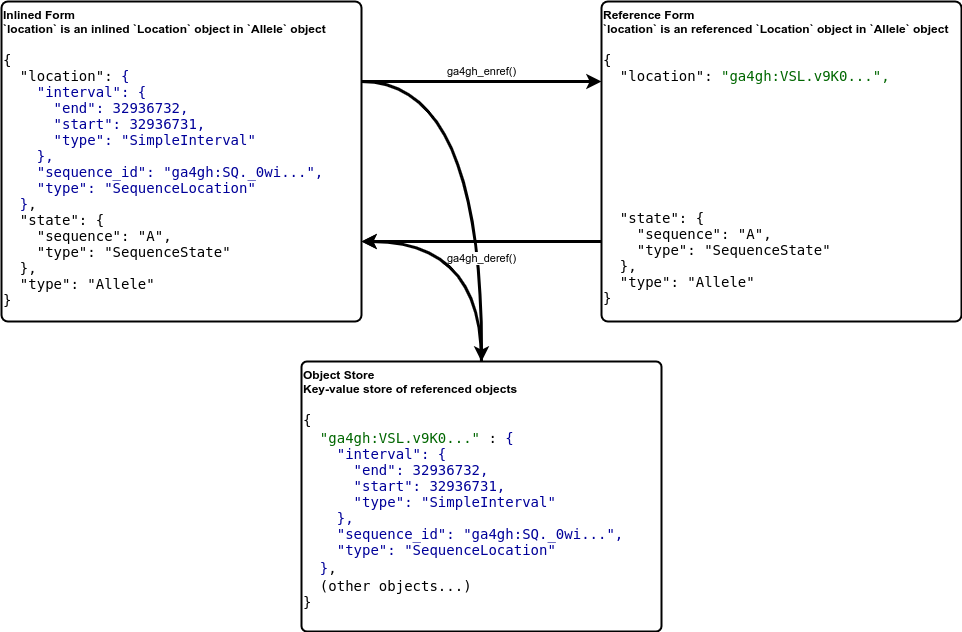 Inlined Form
`location` is an inlined `Location` object in `Allele` object
{
  "location": {
    "interval": {
      "end": 32936732,
      "start": 32936731,
      "type": "SimpleInterval"
    },
    "sequence_id": "ga4gh:SQ._0wi...",
    "type": "SequenceLocation"
  },
  "state": {
    "sequence": "A",
    "type": "SequenceState"
  },
  "type": "Allele"
}
ga4gh_enref()
ga4gh_deref()
Reference Form
`location` is an referenced `Location` object in `Allele` object
{
  "location": "ga4gh:VSL.v9K0...",
  "state": {
    "sequence": "A",
    "type": "SequenceState"
  },
  "type": "Allele"
}
Object Store
Key-value store of referenced objects
{
  "ga4gh:VSL.v9K0..." : {
    "interval": {
      "end": 32936732,
      "start": 32936731,
      "type": "SimpleInterval"
    },
    "sequence_id": "ga4gh:SQ._0wi...",
    "type": "SequenceLocation"
  },
  (other objects...)
}